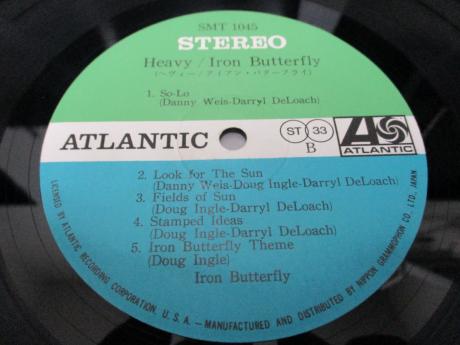 SMT 1045
STEREO
Heavy / Iron Butterfly
(ヘヴィー/アイアン・バタープライ)
1. So-Lo
(Danny Weis-Darryl DeLoach)
ATLANTIC
ST 33
B
ATLANTIC
2. Look for The Sun
(Danny Weis-Doug Ingle-Darryl DeLoach)
3. Fields of Sun
(Doug Ingle-Darryl DeLoach)
4. Stamped Ideas
(Doug Ingle-Darryl DeLoach)
5. Iron Butterfly Theme
(Doug Ingle)
Iron Butterfly
LICENSED BY ATLANTIC RECORDING CORPORATION, U. S. A. — MANUFACTURED AND DISTRIBUTED BY NIPPON GRAMMOPHON CO., LTD., JAPAN